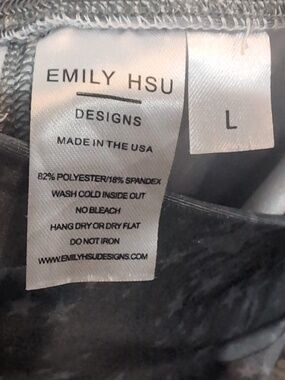 EMILY HSU
DESIGNS
MADE IN THE USA
82% POLYESTER/18% SPANDEX
WASH COLD INSIDE OUT
NO BLEACH
HANG DRY OR DRY FLAT
DO NOT IRON
WWW.EMILYHSUDESIGNS.COM
L